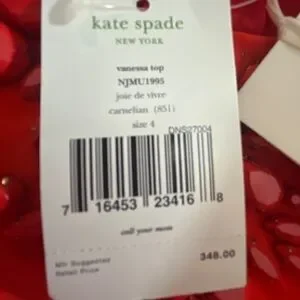 kate spade
NEW YORK
vanessa top
NJMU1995
joie de vivre
carnelian (851)
size 4
DNS27004
7 16453 23416 8
call your mom
Mfr Suggested
Retail Price
348.00